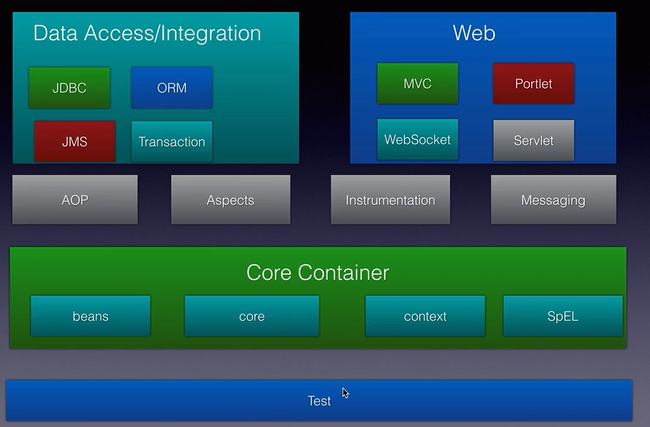 Data Access/Integration
Web
JDBC
ORM
MVC
Portlet
JMS
Transaction
WebSocket
Servlet
AOP
Aspects
Instrumentation
Messaging
Core Container
beans
core
context
SpEL
Test